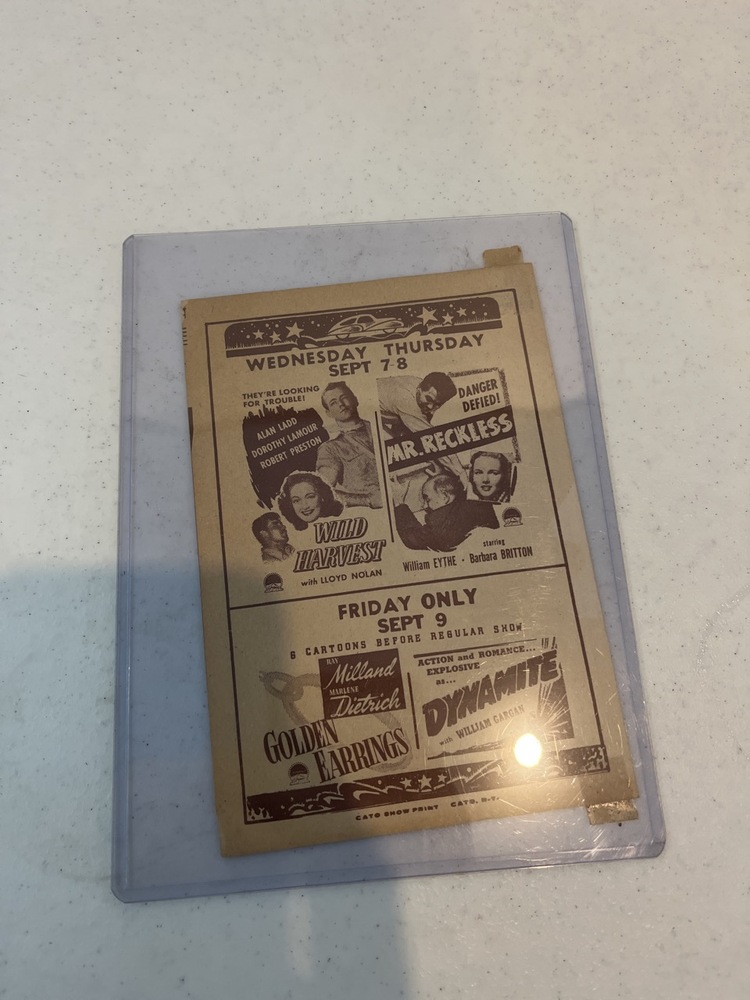 WEDNESDAY THURSDAY
SEPT 7-8
THEY'RE LOOKING
FOR TROUBLE!
ALAN LADD
DOROTHY LAMOUR
ROBERT PRESTON
WILD
HARVEST
with LLOYD NOLAN
DANGER
DEFIED!
MR. RECKLESS
starring
William EYTHE - Barbara BRITTON
FRIDAY ONLY
SEPT 9
6 CARTOONS BEFORE REGULAR SHOW
RAY
Milland
MARLENE
Dietrich
GOLDEN
EARRINGS
ACTION and ROMANCE...
EXPLOSIVE
as...
DYNAMITE
with WILLIAM GARGAN
CATO SHOW PRINT CATO, N.Y.